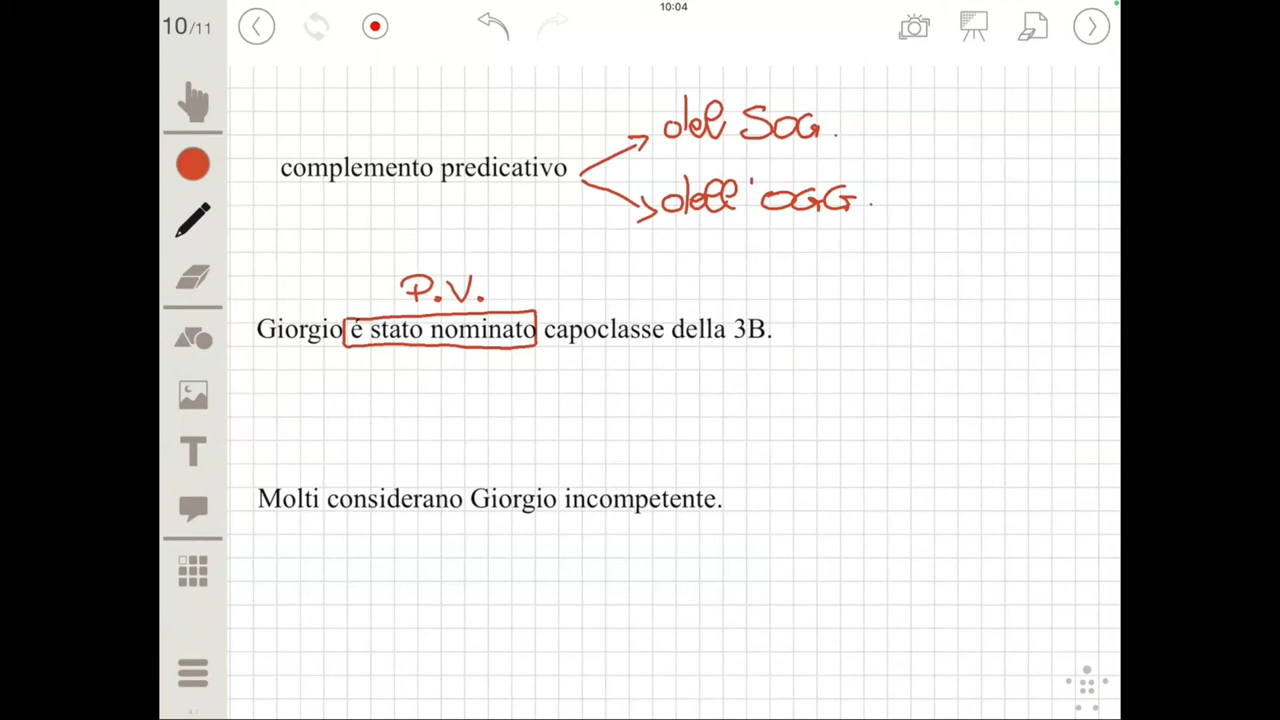 10:04
10/11
del SOG.
complemento predicativo
dell'OGG.
P.V.
Giorgio é stato nominato capoclasse della 3B.
Molti considerano Giorgio incompetente.
T